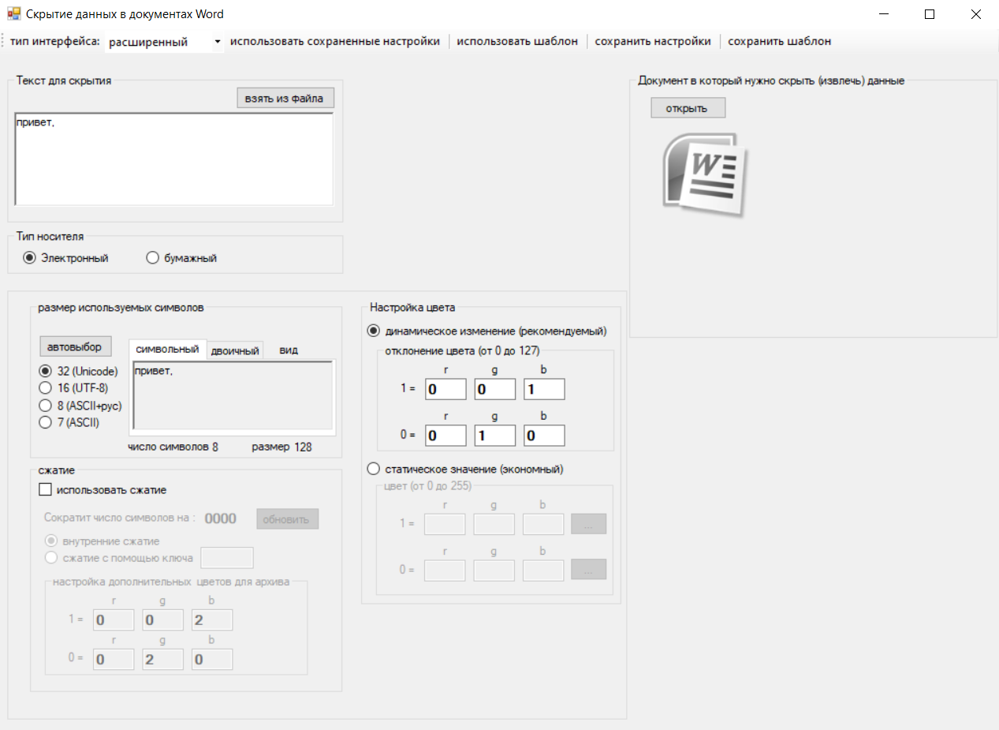 Скрытие данных в документах Word
тип интерфейса: расширенный использовать сохраненные настройки использовать шаблон сохранить настройки сохранить шаблон
Текст для скрытия
взять из файла
привет,
Тип носителя
Электронный бумажный
Документ в который нужно скрыть (извлечь) данные
открыть
W
размер используемых символов
автовыбор
символьный двоичный вид
32 (Unicode)
16 (UTF-8)
8 (ASCII+рус)
7 (ASCII)
привет,
число символов 8 размер 128
сжатие
использовать сжатие
Сократит число символов на : 0000 обновить
внутренние сжатие
сжатие с помощью ключа
настройка дополнительных цветов для архива
r g b
1 = 0 0 2
r g b
0 = 0 2 0
Настройка цвета
динамическое изменение (рекомендуемый)
отклонение цвета (от 0 до 127)
r g b
1 = 0 0 1
r g b
0 = 0 1 0
статическое значение (экономный)
цвет (от 0 до 255)
r g b
1 = ...
r g b
0 = ...